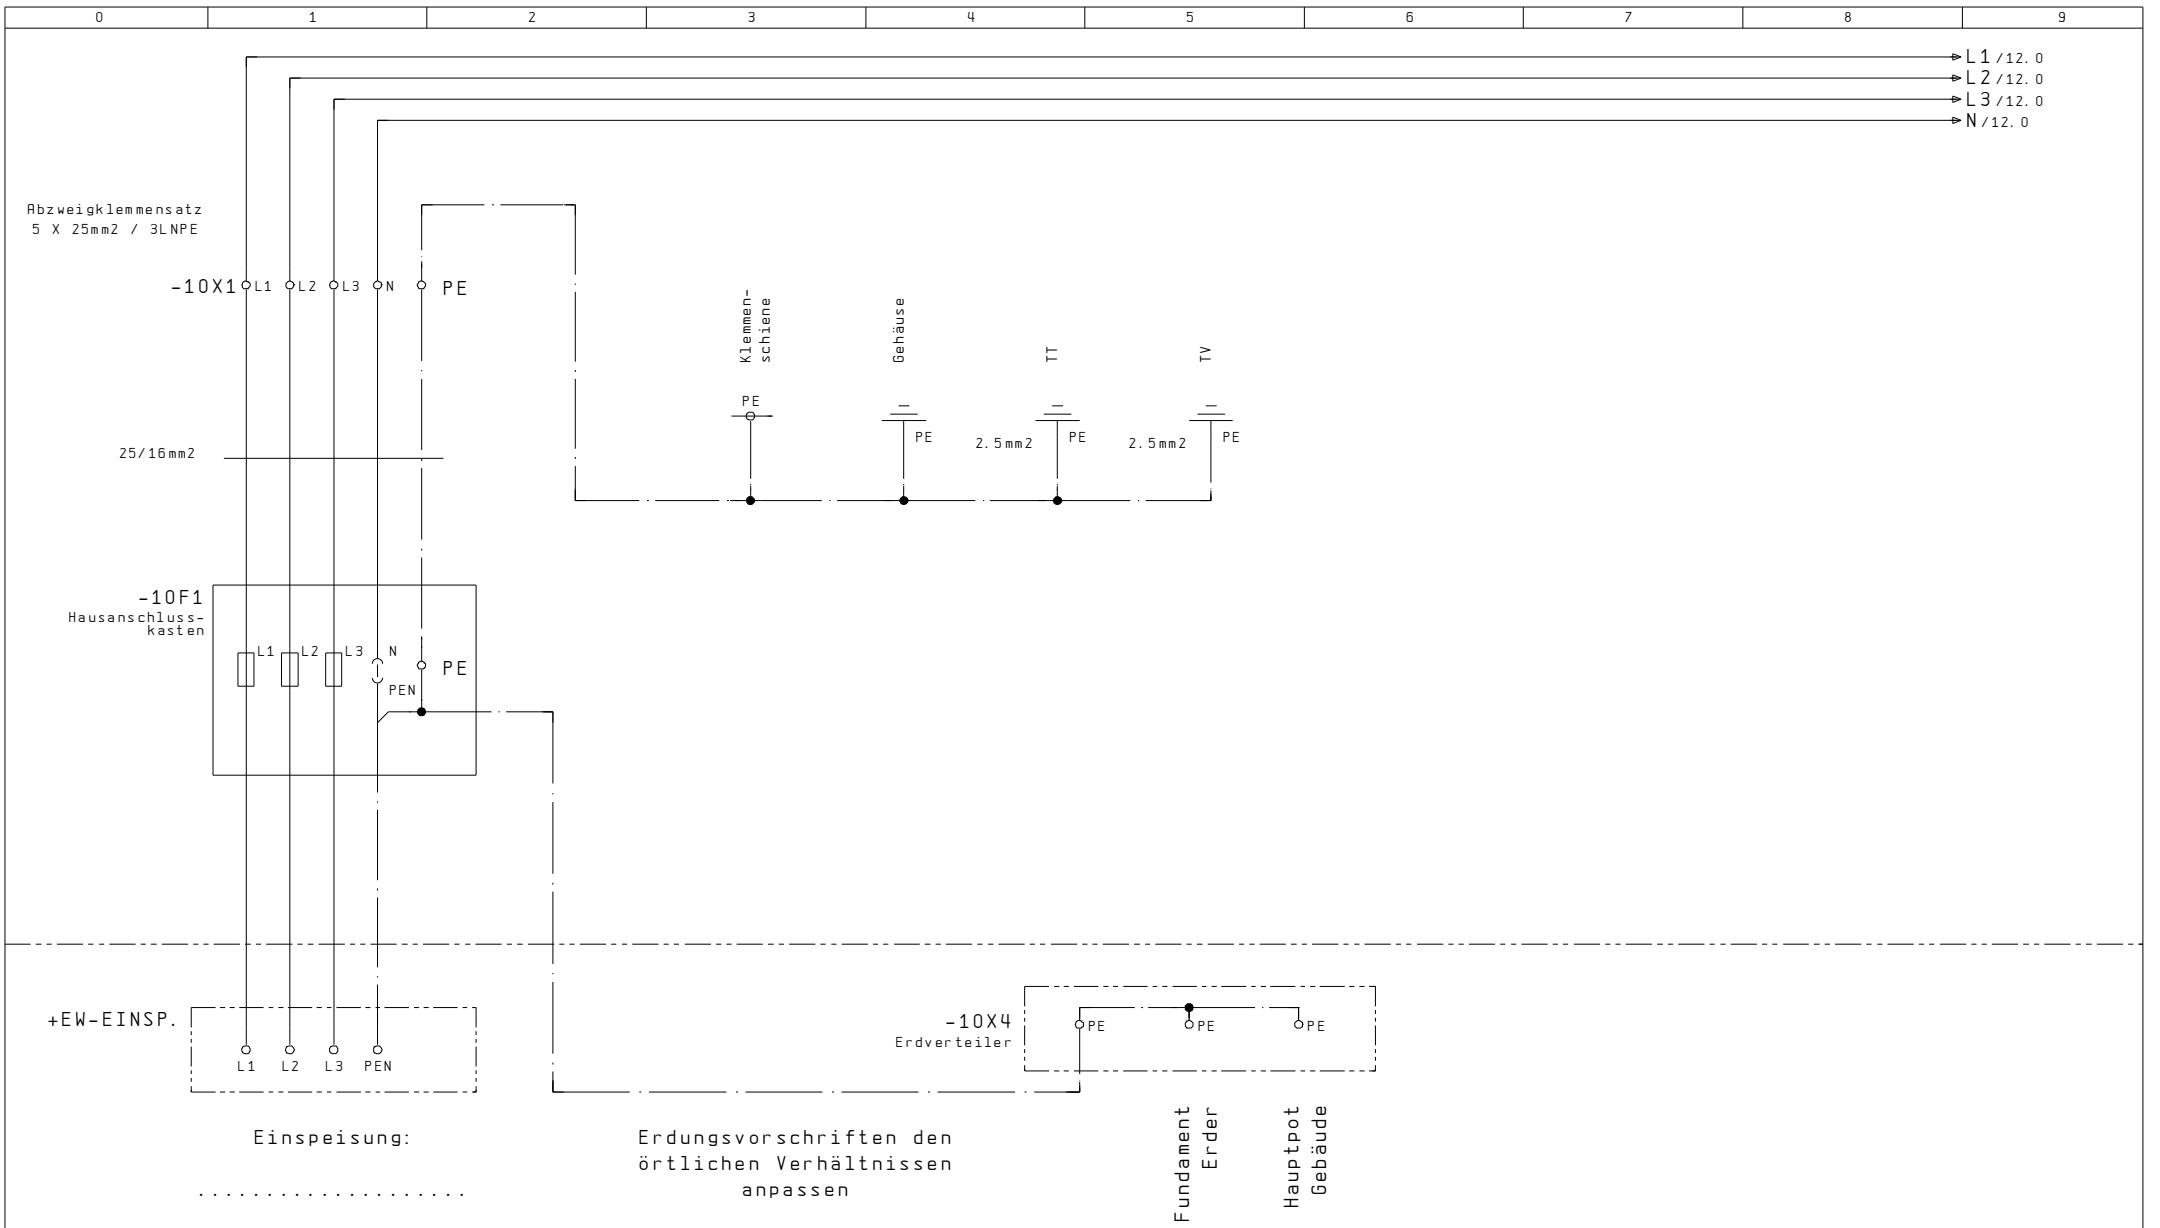 0 1 2 3 4 5 6 7 8 9
L1 /12.0
L2 /12.0
L3 /12.0
N /12.0
Abzweigklemmensatz
5 X 25mm2 / 3LNPE
-10X1 L1 L2 L3 N PE
Klemmen-
schiene
Gehäuse
TT
TV
PE
PE
2.5mm2 PE
2.5mm2 PE
25/16mm2
-10F1
Hausanschluss-
kasten
L1 L2 L3 N PE
PEN
+EW-EINSP.
L1 L2 L3 PEN
-10X4
Erdverteiler
PE PE PE
Einspeisung:
....................
Erdungsvorschriften den
örtlichen Verhältnissen
anpassen
Fundament
Erder
Hauptpot
Gebäude